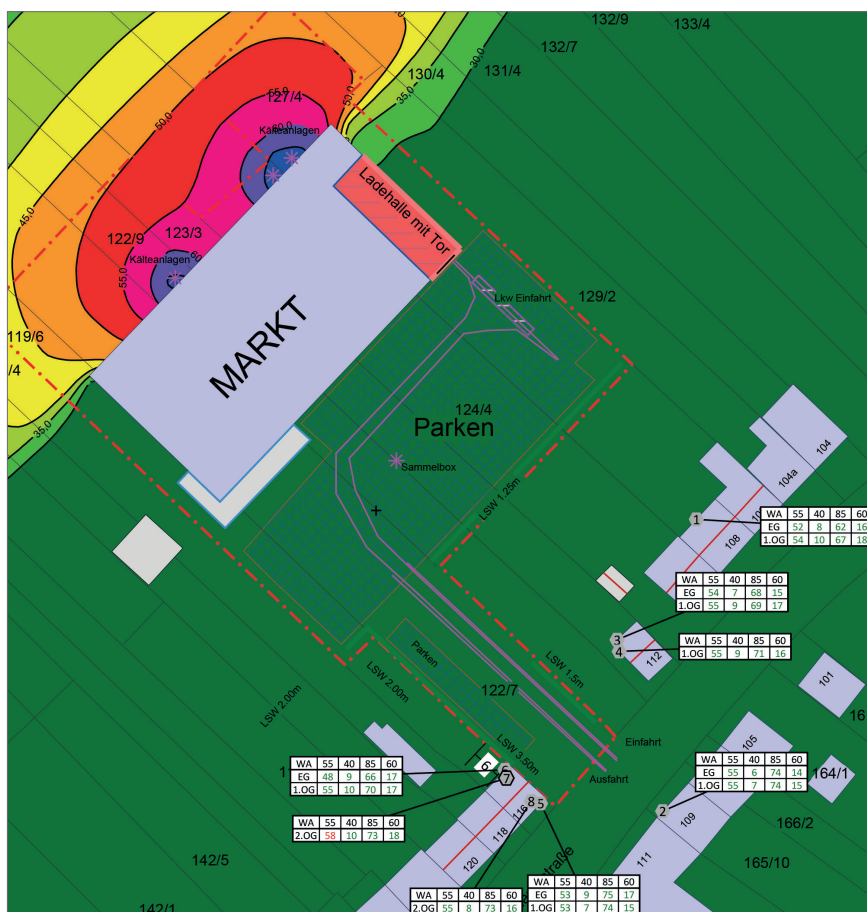 132/9
133/4
132/7
130/4
131/4
30,0
50,0
55,0
127/4
35,0
50,0
60,0
Kälteanlagen
Ladehalle mit Tor
45,0
122/9
123/3
Kälteanlagen
60
55,0
Lkw Einfahrt
129/2
119/6
/4
MARKT
124/4
Parken
Sammelbox
35,0
LSW 1.25m
104
104a
108
1
WA 55 40 85 60
EG 52 8 62 16
1.OG 54 10 67 18
WA 55 40 85 60
EG 54 7 68 15
1.OG 55 9 69 17
3
4
112
WA 55 40 85 60
1.OG 55 9 71 16
101
16
Parken
LSW 2.00m
LSW 1.5m
122/7
LSW 2.00m
LSW 3.50m
Einfahrt
Ausfahrt
105
164/1
WA 55 40 85 60
EG 55 6 74 14
1.OG 55 7 74 15
2
109
111
166/2
165/10
1
WA 55 40 85 60
EG 48 9 66 17
1.OG 55 10 70 17
6
6
7
WA 55 40 85 60
2.OG 58 10 73 18
8
5
116
118
120
straße
142/5
142/1
WA 55 40 85 60
2.OG 55 8 73 16
WA 55 40 85 60
EG 53 9 75 17
1.OG 53 7 74 15